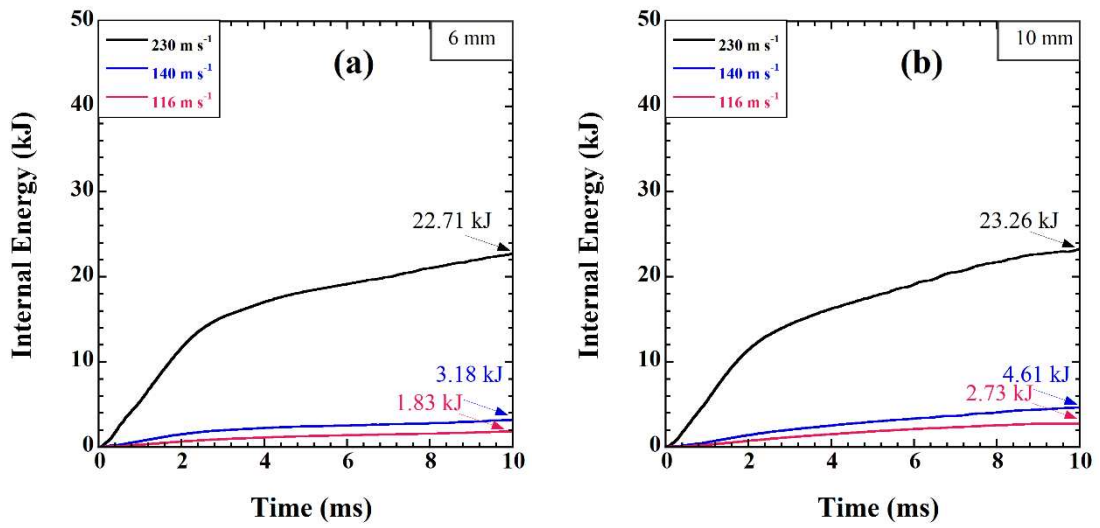 230 m s⁻¹
140 m s⁻¹
116 m s⁻¹
6 mm
(a)
50
40
30
20
10
0
Internal Energy (kJ)
22.71 kJ
3.18 kJ
1.83 kJ
0 2 4 6 8 10
Time (ms)
230 m s⁻¹
140 m s⁻¹
116 m s⁻¹
10 mm
(b)
50
40
30
20
10
0
Internal Energy (kJ)
23.26 kJ
4.61 kJ
2.73 kJ
0 2 4 6 8 10
Time (ms)